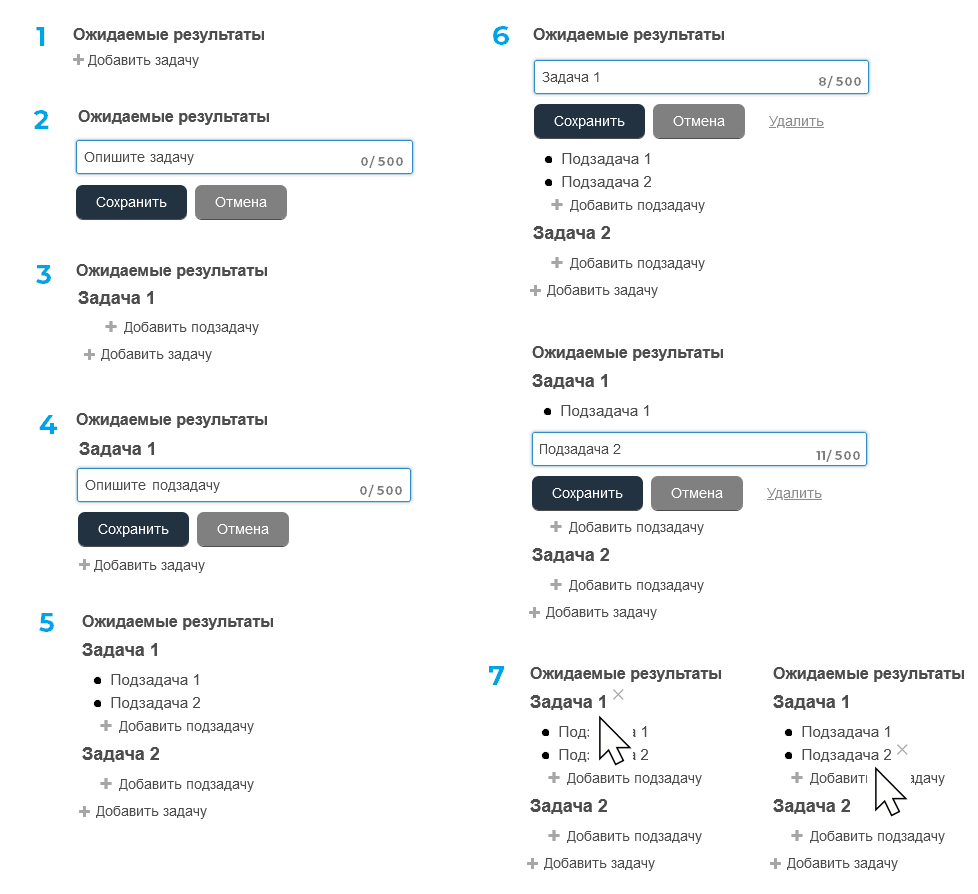 1
Ожидаемые результаты
Добавить задачу
2
Ожидаемые результаты
Опишите задачу
0/500
Сохранить Отмена
3
Ожидаемые результаты
Задача 1
Добавить подзадачу
Добавить задачу
4
Ожидаемые результаты
Задача 1
Опишите подзадачу
0/500
Сохранить Отмена
Добавить задачу
5
Ожидаемые результаты
Задача 1
Подзадача 1
Подзадача 2
Добавить подзадачу
Задача 2
Добавить подзадачу
Добавить задачу
6
Ожидаемые результаты
Задача 1
8/500
Сохранить Отмена Удалить
Подзадача 1
Подзадача 2
Добавить подзадачу
Задача 2
Добавить подзадачу
Добавить задачу
Ожидаемые результаты
Задача 1
Подзадача 1
Подзадача 2
11/500
Сохранить Отмена Удалить
Добавить подзадачу
Задача 2
Добавить подзадачу
Добавить задачу
7
Ожидаемые результаты
Задача 1
1
2
Добавить подзадачу
Задача 2
Добавить подзадачу
Добавить задачу
Ожидаемые результаты
Задача 1
Подзадача 1
Подзадача 2
Задача 2
Добавить подзадачу
Добавить задачу